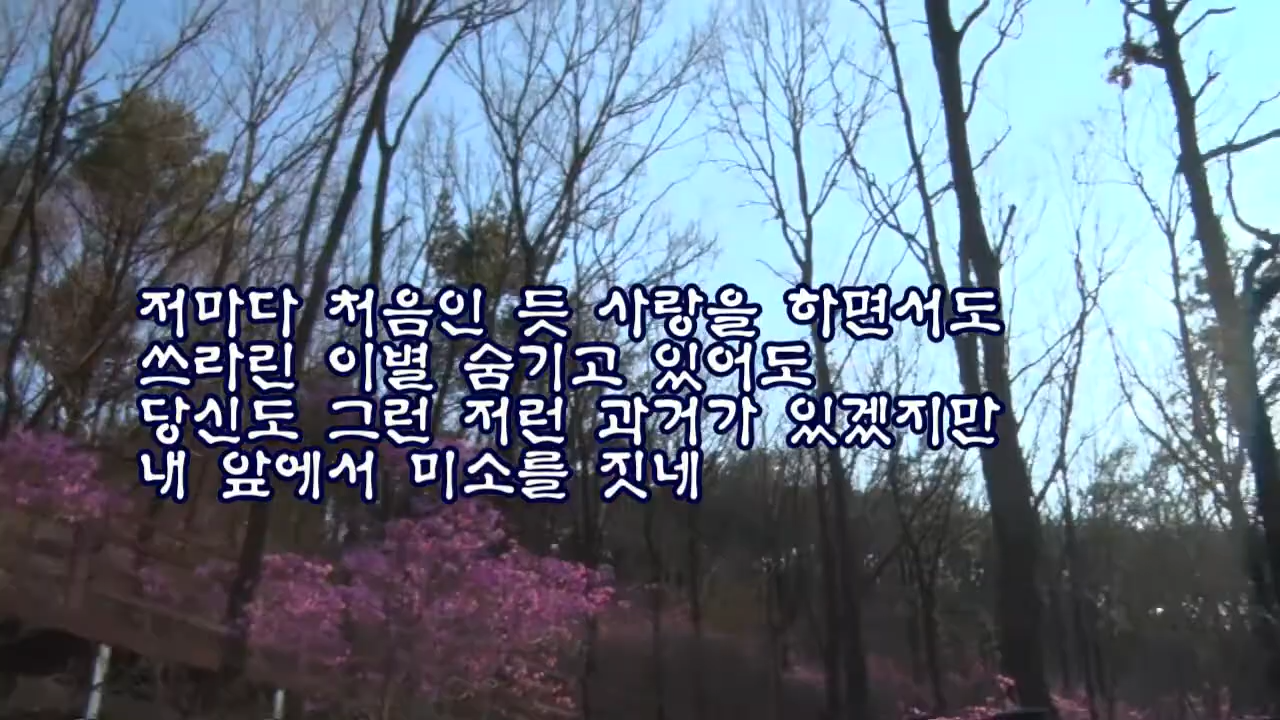 저마다 처음인 듯 사랑을 하면서도
쓰라린 이별 숨기고 있어도
당신도 그런 저런 과거가 있겠지만
내 앞에서 미소를 짓네